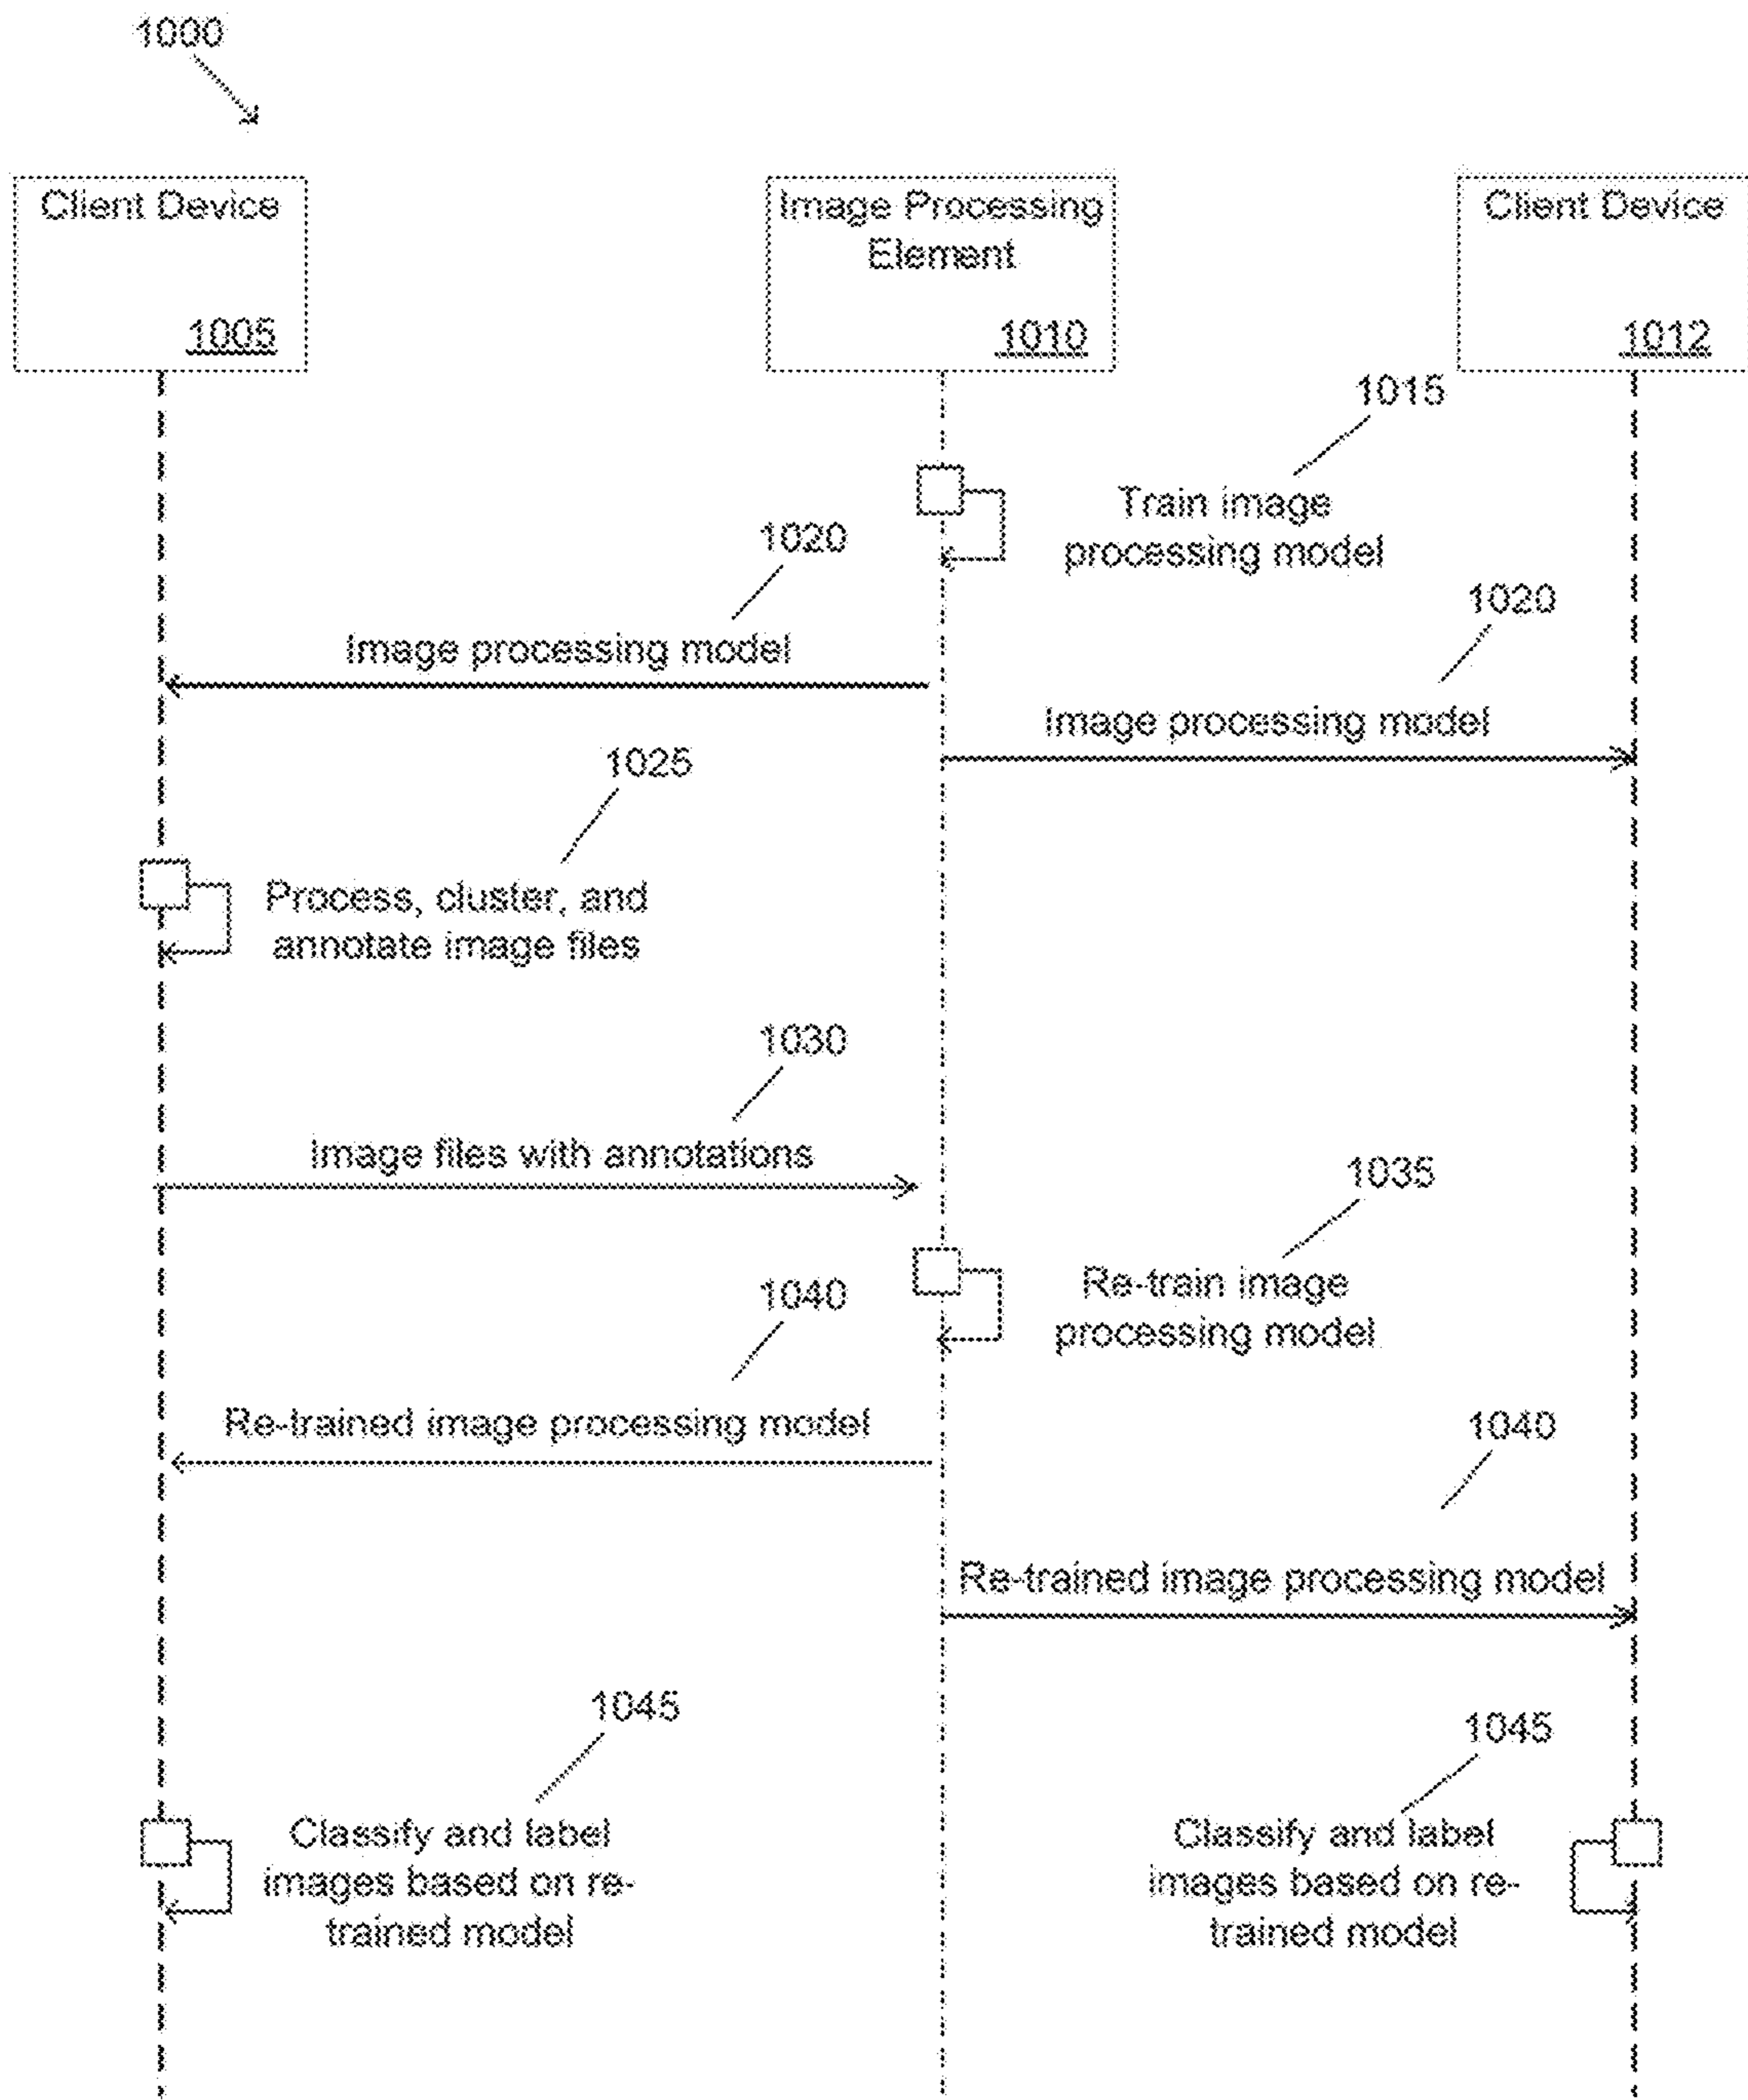 1000
Client Device
1005
Image Processing
Element
1010
Client Device
1012
1015
Train image
processing model
1020
Image processing model
1020
Image processing model
1025
Process, cluster, and
annotate image files
1030
Image files with annotations
1035
Re-train image
processing model
1040
Re-trained image processing model
1040
Re-trained image processing model
1045
Classify and label
images based on re-
trained model
1045
Classify and label
images based on re-
trained model